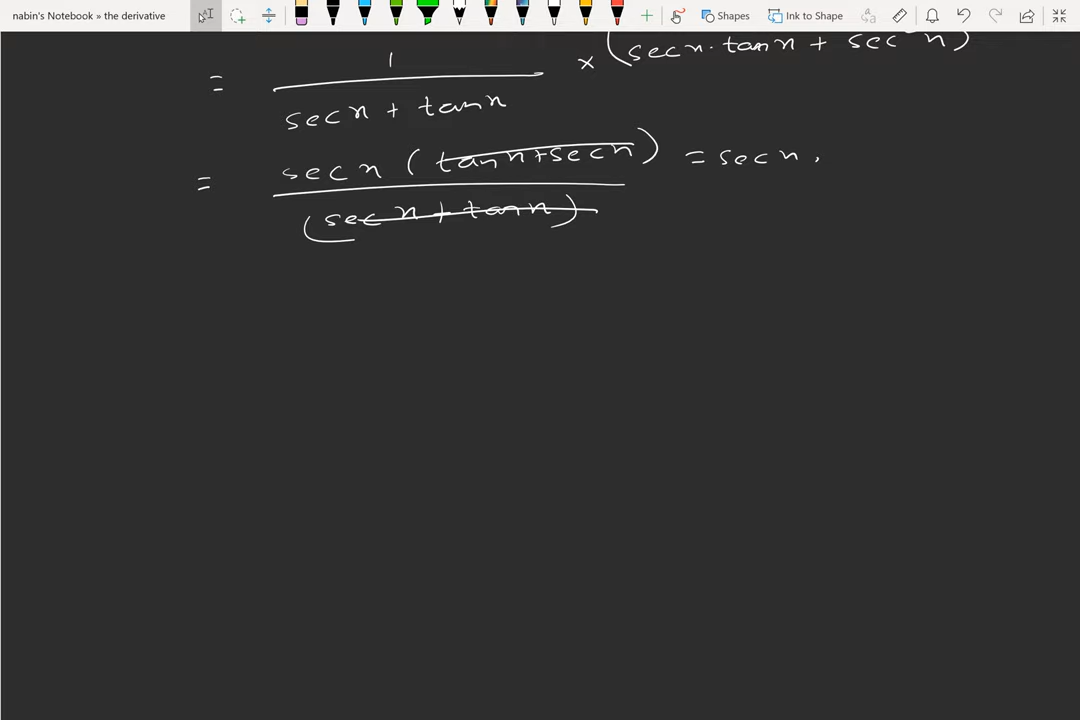 nabin's Notebook » the derivative
Shapes
Ink to Shape
= 1 / (sec x + tan x) × (sec x . tan x + sec² x)
= sec x (tan x + sec x) / (sec x + tan x) = sec x .